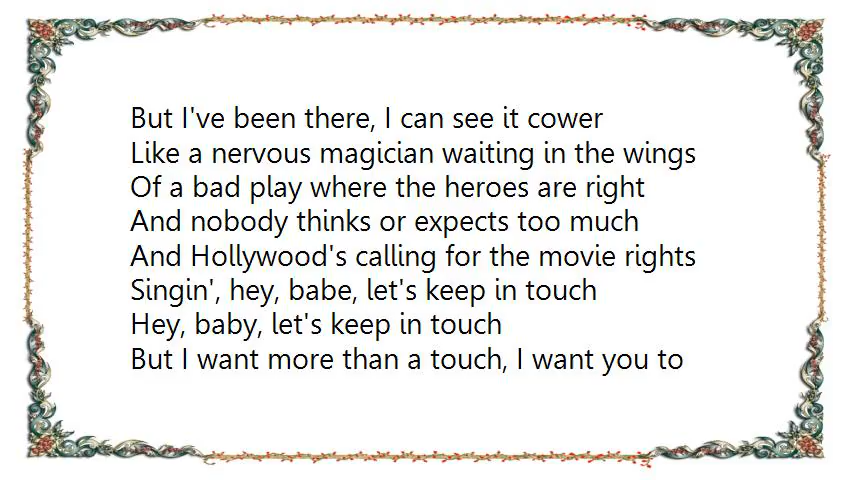 But I've been there, I can see it cower
Like a nervous magician waiting in the wings
Of a bad play where the heroes are right
And nobody thinks or expects too much
And Hollywood's calling for the movie rights
Singin', hey, babe, let's keep in touch
Hey, baby, let's keep in touch
But I want more than a touch, I want you to